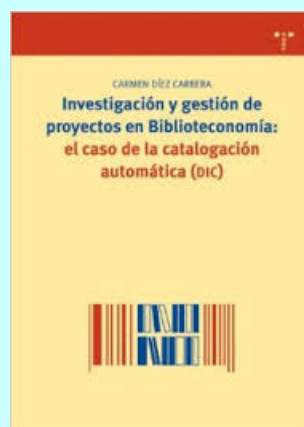 CARMEN DÍEZ CARRERA
Investigación y gestión de
proyectos en Biblioteconomía:
el caso de la catalogación
automática (DIC)